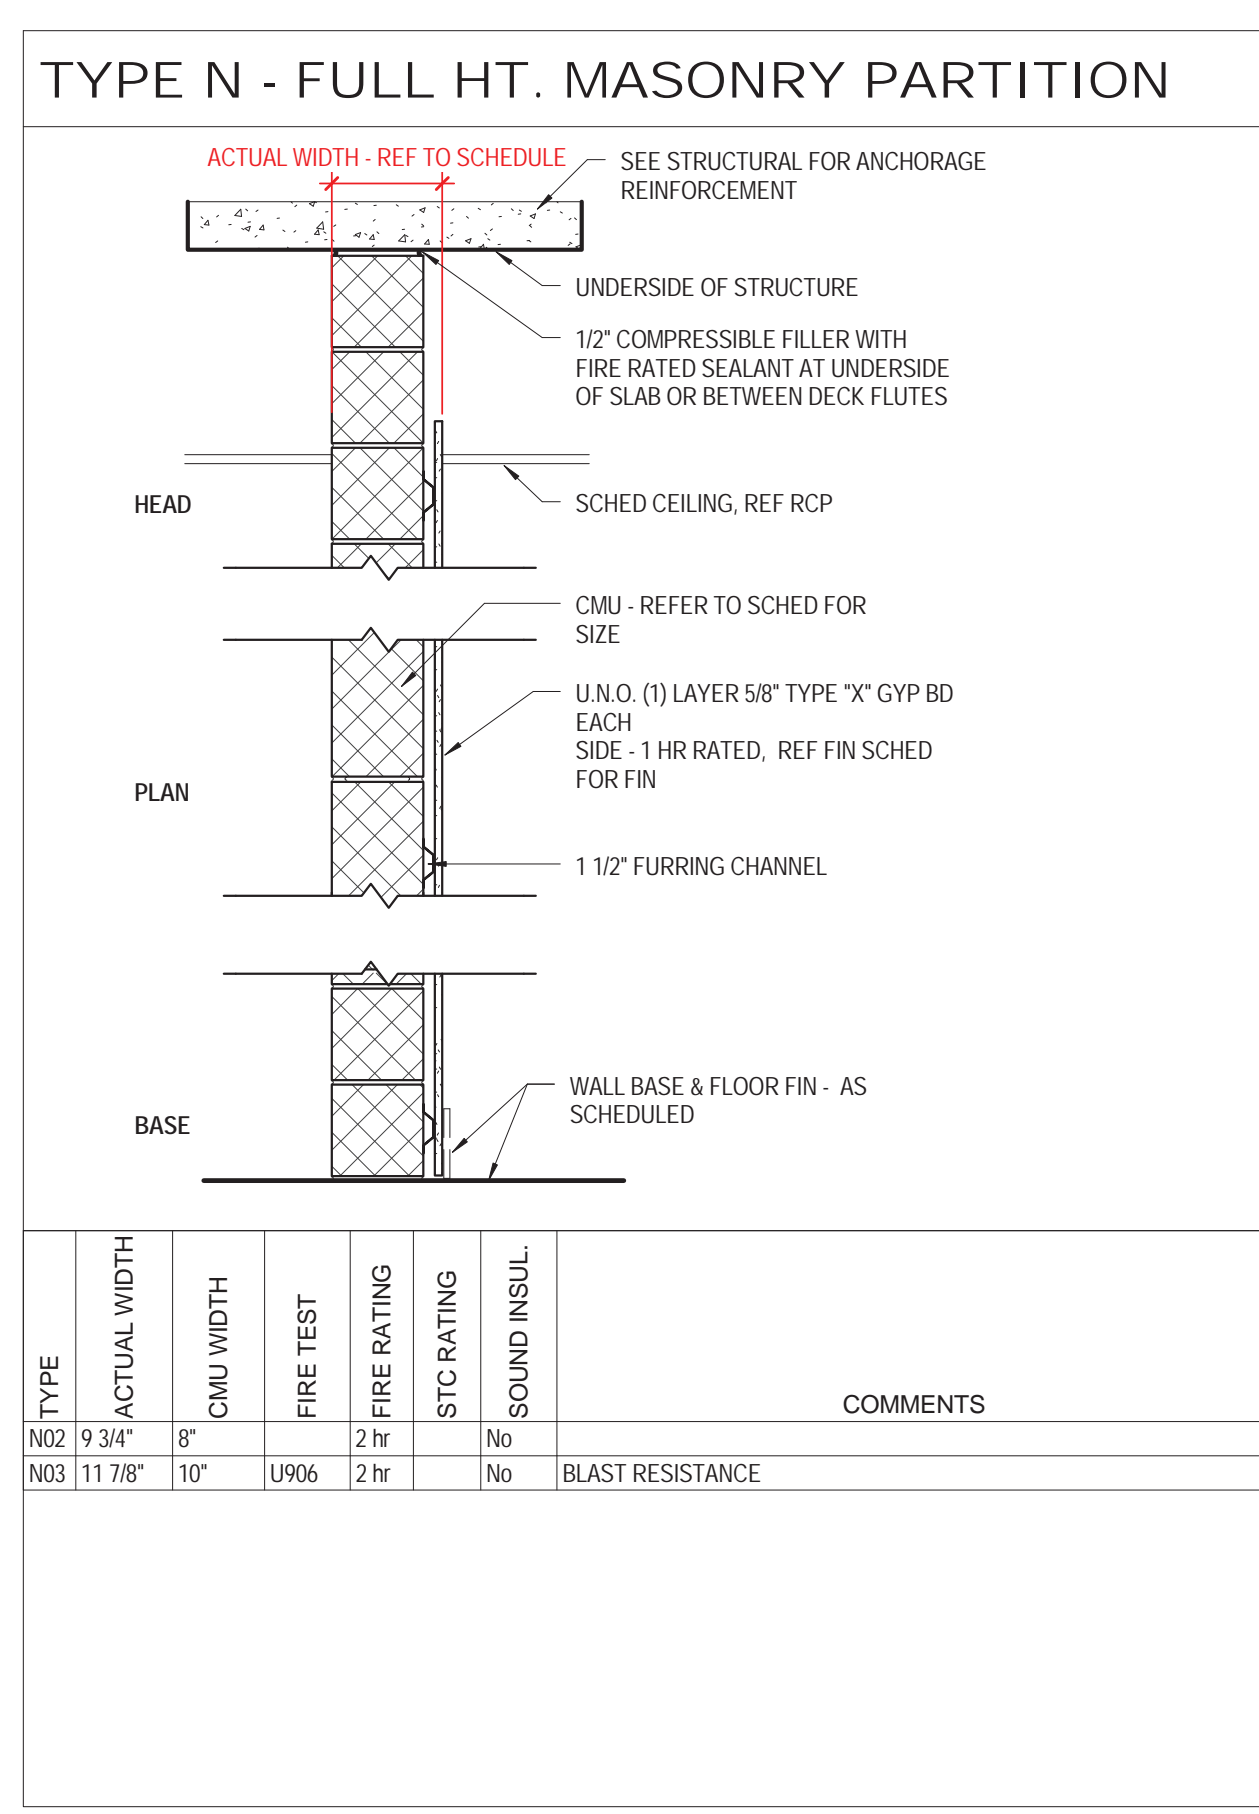 TYPE N - FULL HT. MASONRY PARTITION
ACTUAL WIDTH - REF TO SCHEDULE
SEE STRUCTURAL FOR ANCHORAGE
REINFORCEMENT
UNDERSIDE OF STRUCTURE
1/2" COMPRESSIBLE FILLER WITH
FIRE RATED SEALANT AT UNDERSIDE
OF SLAB OR BETWEEN DECK FLUTES
HEAD
SCHED CEILING, REF RCP
CMU - REFER TO SCHED FOR
SIZE
U.N.O. (1) LAYER 5/8" TYPE "X" GYP BD
EACH
SIDE - 1 HR RATED, REF FIN SCHED
FOR FIN
PLAN
1 1/2" FURRING CHANNEL
WALL BASE & FLOOR FIN - AS
SCHEDULED
BASE
TYPE ACTUAL WIDTH CMU WIDTH FIRE TEST FIRE RATING STC RATING SOUND INSUL. COMMENTS
N02 9 3/4" 8" 2 hr No
N03 11 7/8" 10" U906 2 hr No BLAST RESISTANCE